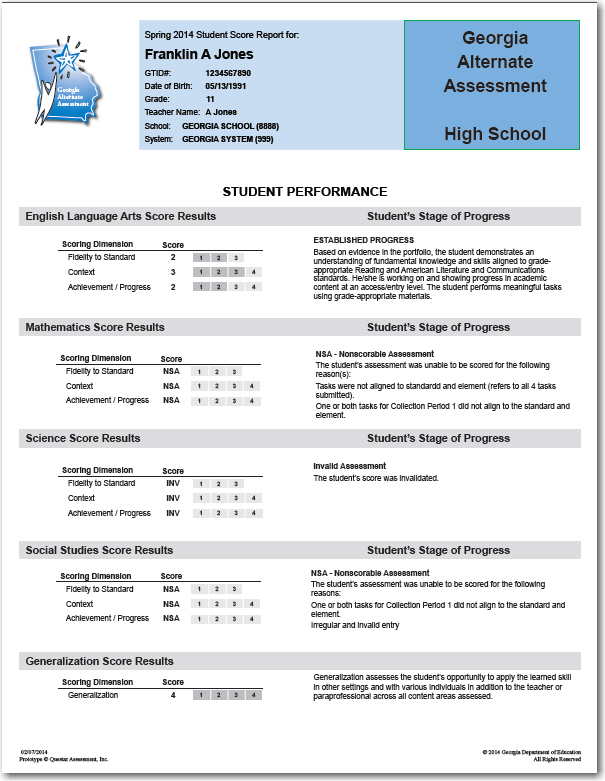 Georgia
Alternate
Assessment
Spring 2014 Student Score Report for:
Franklin A Jones
GTID#: 1234567890
Date of Birth: 05/13/1991
Grade: 11
Teacher Name: A Jones
School: GEORGIA SCHOOL (8888)
System: GEORGIA SYSTEM (999)
Georgia
Alternate
Assessment
High School
STUDENT PERFORMANCE
English Language Arts Score Results Student's Stage of Progress
Scoring Dimension Score
Fidelity to Standard 2 1 2 3
Context 3 1 2 3 4
Achievement / Progress 2 1 2 3 4
ESTABLISHED PROGRESS
Based on evidence in the portfolio, the student demonstrates an
understanding of fundamental knowledge and skills aligned to grade-
appropriate Reading and American Literature and Communications
standards. He/she is working on and showing progress in academic
content at an access/entry level. The student performs meaningful tasks
using grade-appropriate materials.
Mathematics Score Results Student's Stage of Progress
Scoring Dimension Score
Fidelity to Standard NSA 1 2 3
Context NSA 1 2 3 4
Achievement / Progress NSA 1 2 3 4
NSA - Nonscorable Assessment
The student's assessment was unable to be scored for the following
reason(s):
Tasks were not aligned to standardd and element (refers to all 4 tasks
submitted).
One or both tasks for Collection Period 1 did not align to the standard and
element.
Science Score Results Student's Stage of Progress
Scoring Dimension Score
Fidelity to Standard INV 1 2 3
Context INV 1 2 3 4
Achievement / Progress INV 1 2 3 4
Invalid Assessment
The student's score was invalidated.
Social Studies Score Results Student's Stage of Progress
Scoring Dimension Score
Fidelity to Standard NSA 1 2 3
Context NSA 1 2 3 4
Achievement / Progress NSA 1 2 3 4
NSA - Nonscorable Assessment
The student's assessment was unable to be scored for the following
reasons:
One or both tasks for Collection Period 1 did not align to the standard and
element.
Irregular and invalid entry
Generalization Score Results
Scoring Dimension Score
Generalization 4 1 2 3 4
Generalization assesses the student's opportunity to apply the learned skill
in other settings and with various individuals in addition to the teacher or
paraprofessional across all content areas assessed.
02/07/2014
Prototype © Questar Assessment, Inc.
© 2014 Georgia Department of Education
All Rights Reserved